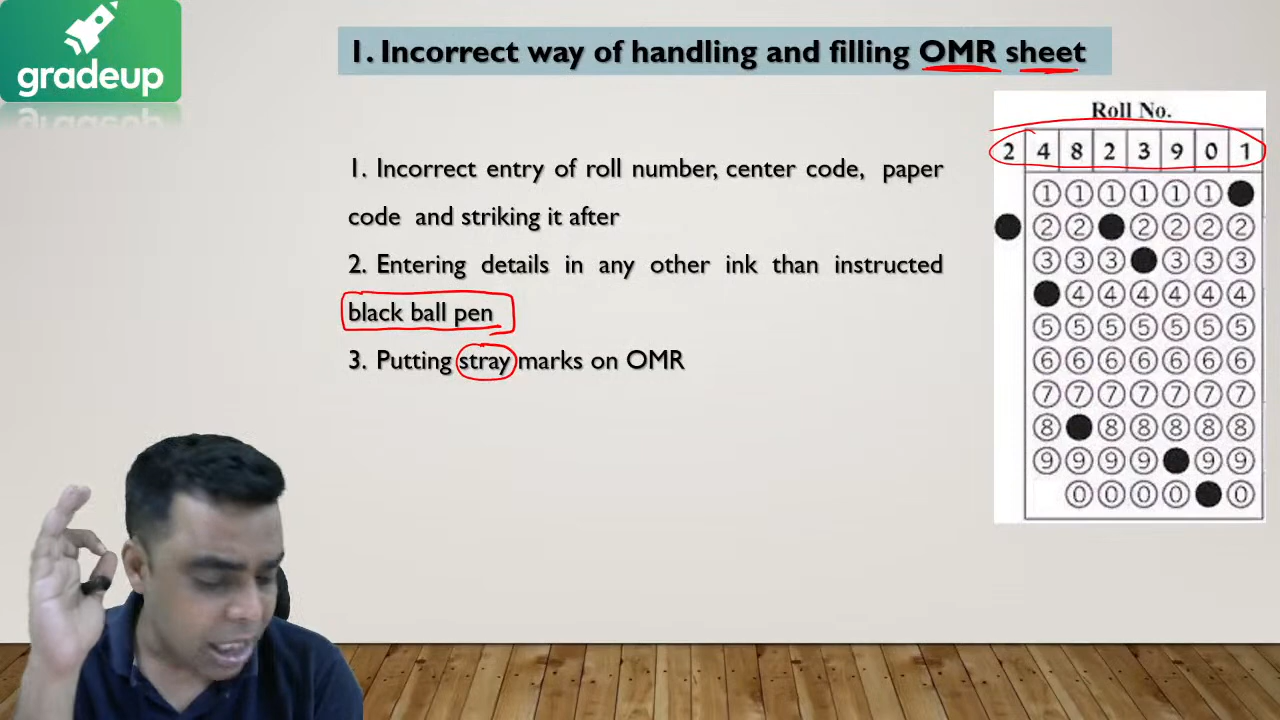 gradeup
1. Incorrect way of handling and filling OMR sheet
1. Incorrect entry of roll number, center code, paper
code and striking it after
2. Entering details in any other ink than instructed
black ball pen
3. Putting stray marks on OMR
Roll No.
2 4 8 2 3 9 0 1
1 1 1 1 1 1
2 2 2 2 2
3 3 3 3 3 3
4 4 4 4 4 4
5 5 5 5 5 5 5
6 6 6 6 6 6 6
7 7 7 7 7 7 7
8 8 8 8 8 8
9 9 9 9 9 9
0 0 0 0 0